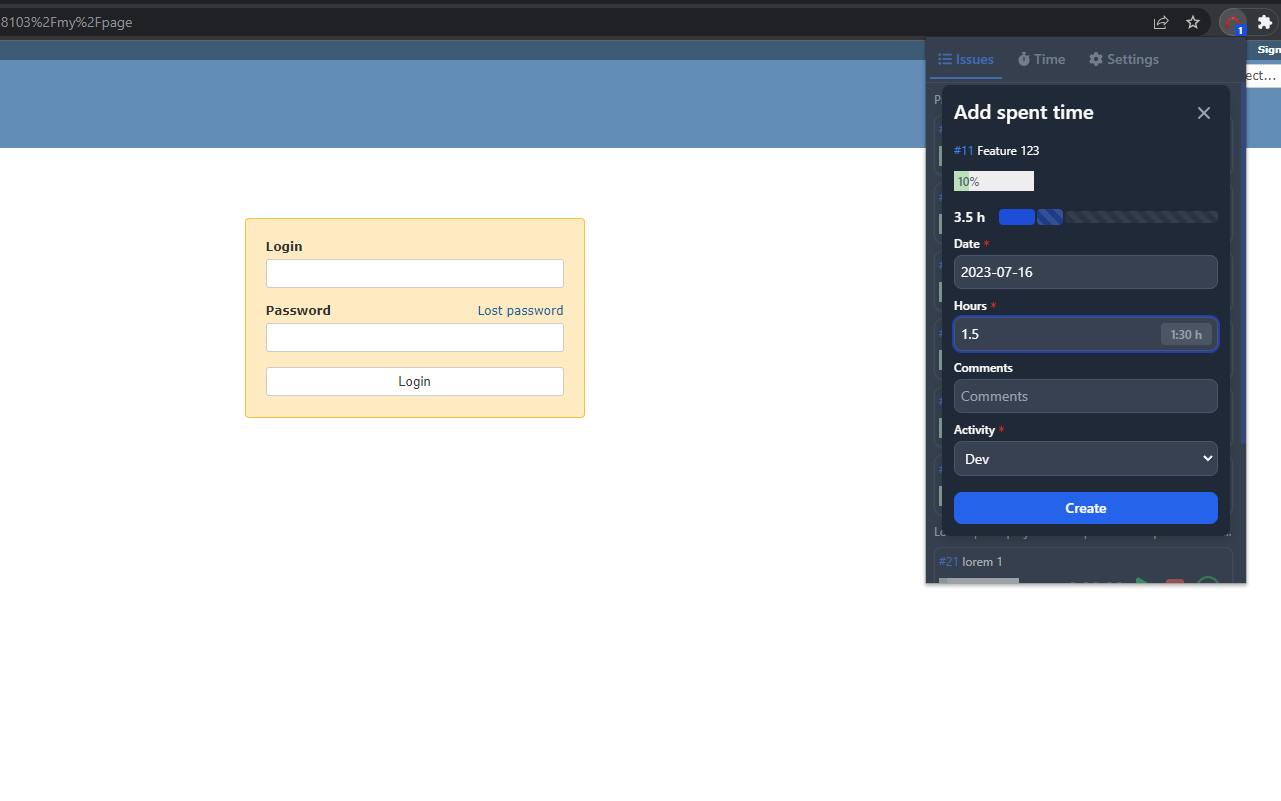 8103%2Fmy%2Fpage
1
Issues Time Settings
Sign
ect...
Add spent time
#11 Feature 123
10%
3.5 h
Date *
2023-07-16
Hours *
1.5 1:30 h
Comments
Comments
Activity *
Dev
Create
#21 lorem 1
Login
Password Lost password
Login